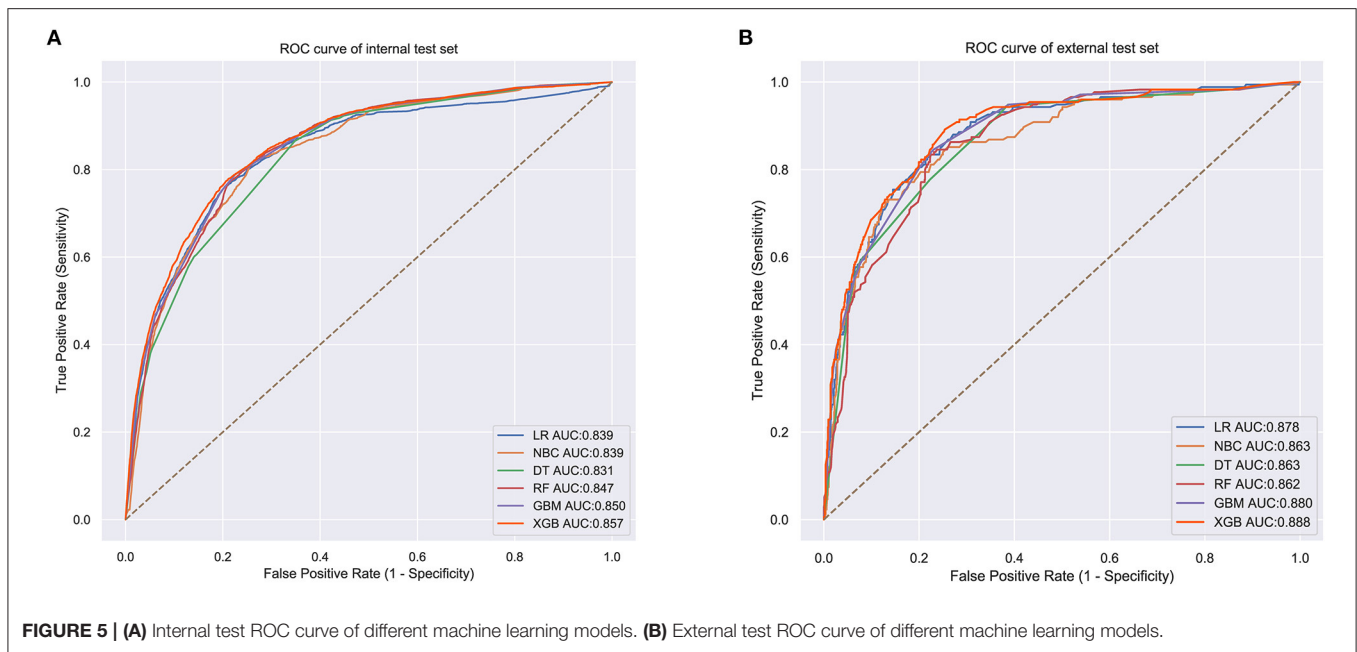 A
ROC curve of internal test set
1.0
0.8
0.6
0.4
0.2
0.0
True Positive Rate (Sensitivity)
LR AUC:0.839
NBC AUC:0.839
DT AUC:0.831
RF AUC:0.847
GBM AUC:0.850
XGB AUC:0.857
0.0 0.2 0.4 0.6 0.8 1.0
False Positive Rate (1 - Specificity)
B
ROC curve of external test set
1.0
0.8
0.6
0.4
0.2
0.0
True Positive Rate (Sensitivity)
LR AUC:0.878
NBC AUC:0.863
DT AUC:0.863
RF AUC:0.862
GBM AUC:0.880
XGB AUC:0.888
0.0 0.2 0.4 0.6 0.8 1.0
False Positive Rate (1 - Specificity)
FIGURE 5 | (A) Internal test ROC curve of different machine learning models. (B) External test ROC curve of different machine learning models.